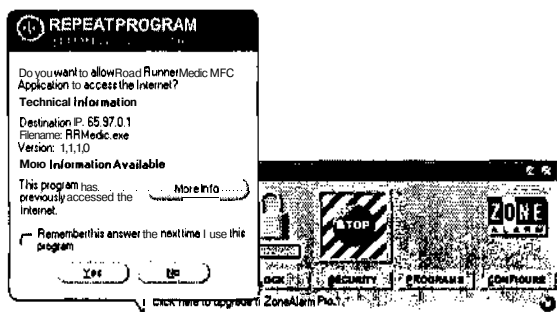 REPEAT PROGRAM
Do you want to allow Road Runner Medic MFC
Application to access the Internet?
Technical Information
Destination IP: 65.97.0.1
Filename: RRMedic.exe
Version: 1,1,1,0
More Information Available
This program has
previously accessed the
Internet.
More Info
Remember this answer the next time I use this
program
Yes No
STOP
ZONE
ALARM
OCK SECURITY PROGRAMS CONFIGURE
Click here to upgrade ZoneAlarm Pro.